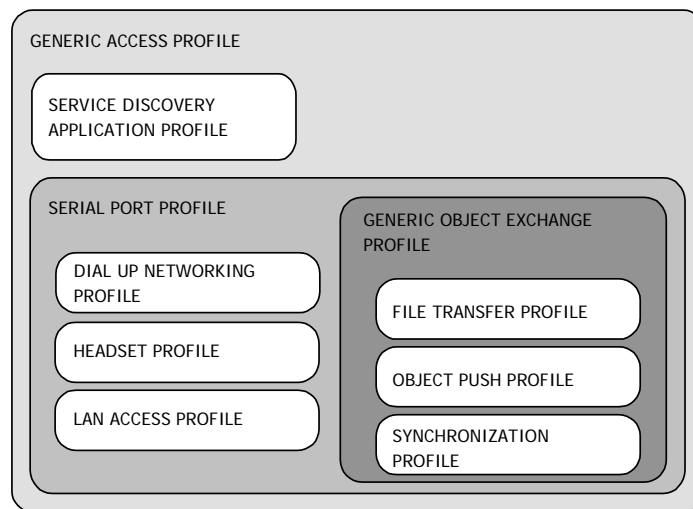 GENERIC ACCESS PROFILE
SERVICE DISCOVERY
APPLICATION PROFILE
SERIAL PORT PROFILE
DIAL UP NETWORKING
PROFILE
HEADSET PROFILE
LAN ACCESS PROFILE
GENERIC OBJECT EXCHANGE
PROFILE
FILE TRANSFER PROFILE
OBJECT PUSH PROFILE
SYNCHRONIZATION
PROFILE